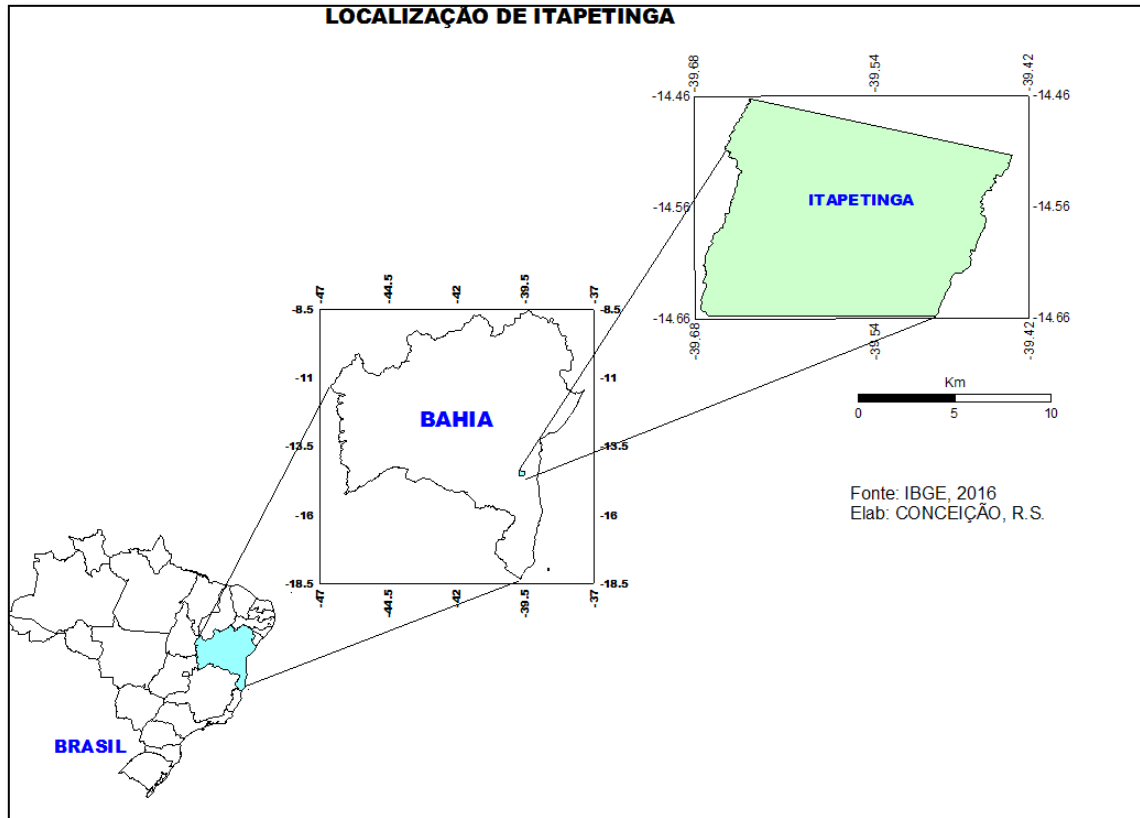 LOCALIZAÇÃO DE ITAPETINGA
-39.68 -39.54 -39.42
-14.46 -14.46
ITAPETINGA
-14.56 -14.56
-14.66 -14.66
-39.68 -39.54 -39.42
Km
0 5 10
-47 -44.5 -42 -39.5 -37
-8.5 -8.5
-11 -11
BAHIA
-13.5 -13.5
-16 -16
-18.5 -18.5
-47 -44.5 -42 -39.5 -37
Fonte: IBGE, 2016
Elab: CONCEIÇÃO, R.S.
BRASIL